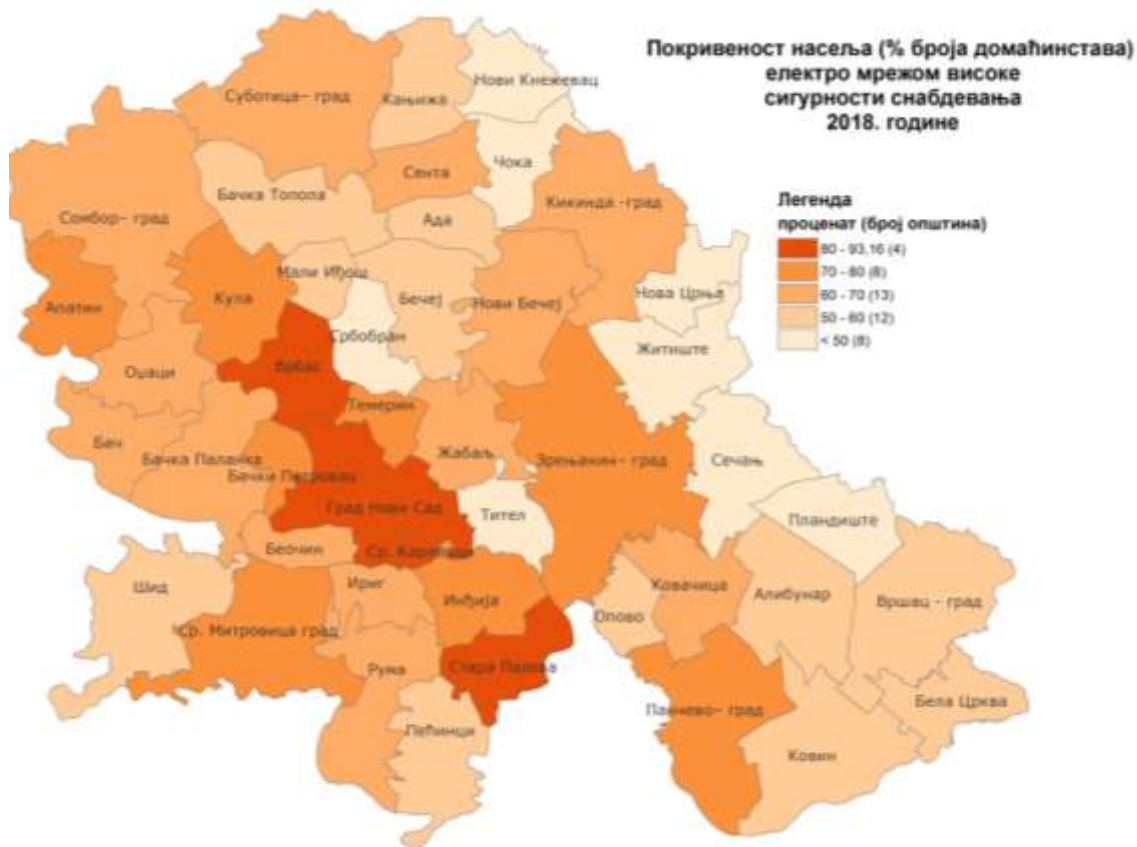 Покривеност насеља (% броја домаћинстава)
електро мрежом високе
сигурности снабдевања
2018. године
Нови Кнежевац
Суботица- град
Кањижа
Чока
Сента
Бачка Топола
Кикинда -град
Ада
Сомбор- град
Легенда
проценат (број општина)
80 - 93,16 (4)
70 - 80 (8)
60 - 70 (13)
50 - 60 (12)
< 50 (8)
Мали Иђош
Бечеј
Нови Бечеј
Нова Црња
Апатин
Кула
Србобран
Житиште
Врбас
Оџаци
Темерин
Бач
Бачка Паланка
Жабаљ
Зрењанин- град
Сечањ
Бачки Петровац
Град Нови Сад
Тител
Пландиште
Беочин
Ср. Карловци
Шид
Ириг
Инђија
Ковачица
Алибунар
Вршац - град
Опово
Ср. Митровица град
Рума
Стара Пазова
Панчево- град
Бела Црква
Пећинци
Ковин